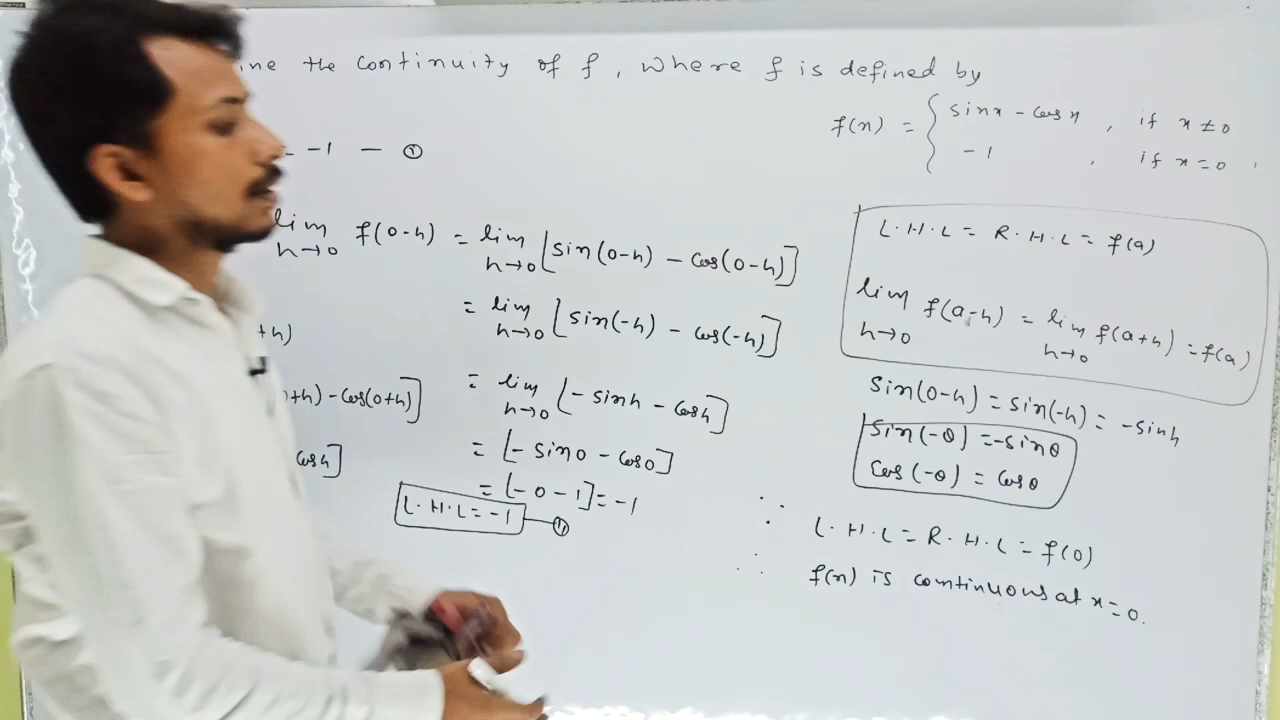 ine the continuity of f, where f is defined by
f(x) = { sinx - cosx , if x ≠ 0
-1 , if x = 0
-1 — ①
lim h→0 f(0-h) = lim h→0 [sin(0-h) - cos(0-h)]
= lim h→0 [sin(-h) - cos(-h)]
= lim h→0 [-sinh - cosh]
= [-sin0 - cos0]
= [-0-1] = -1
L.H.L = -1
+h)
+h) - cos(0+h)]
cosh]
L.H.L = R.H.L = f(a)
lim h→0 f(a-h) = lim h→0 f(a+h) = f(a)
sin(0-h) = sin(-h) = -sinh
sin(-θ) = -sinθ
cos(-θ) = cosθ
∵ L.H.L = R.H.L = f(0)
f(x) is continuous at x = 0.